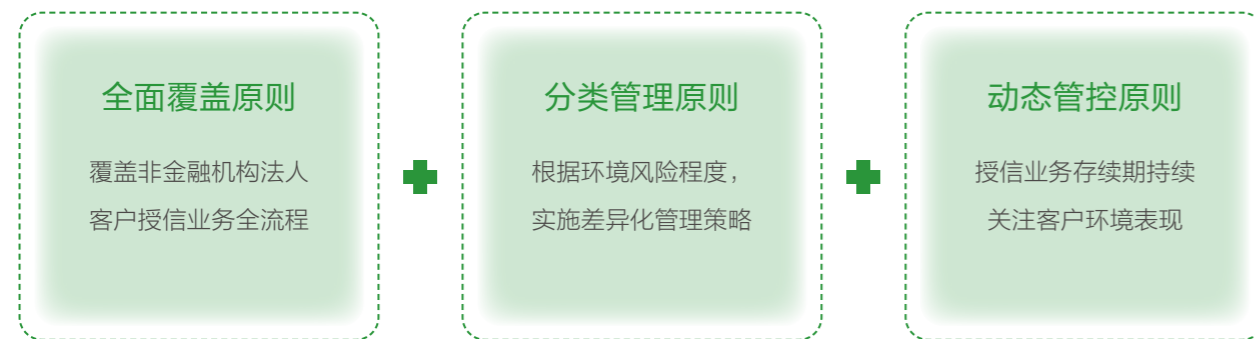 全面覆盖原则
覆盖非金融机构法人
客户授信业务全流程
分类管理原则
根据环境风险程度，
实施差异化管理策略
动态管控原则
授信业务存续期持续
关注客户环境表现